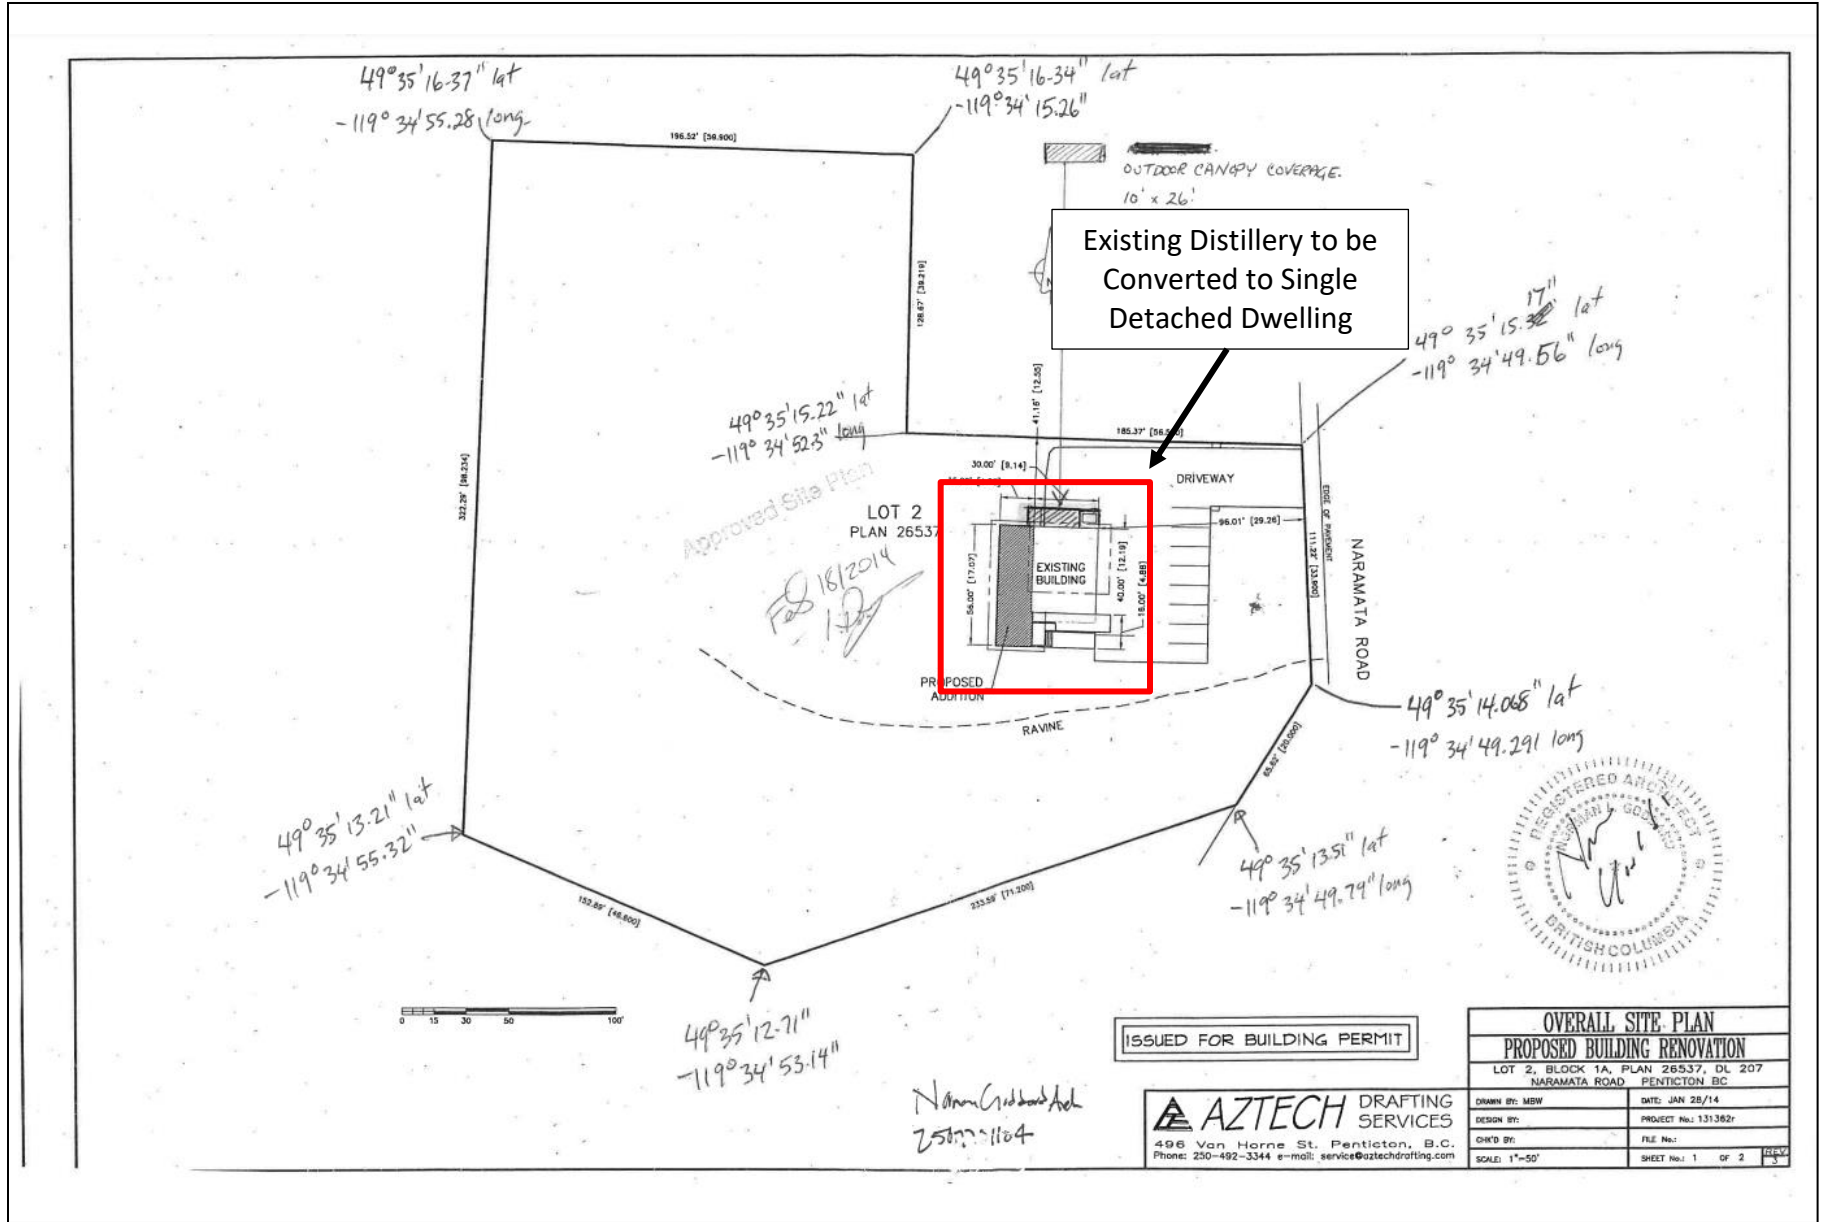 49°35'16.37" lat
-119° 34'55.28 long
49°35'16.34" lat
-119° 34' 15.26"
196.52' [59.900]
OUTDOOR CANOPY COVERAGE.
10' x 26'
Existing Distillery to be
Converted to Single
Detached Dwelling
128.67' [39.219]
17"
49° 35' 15. lat
-119° 34' 49.56" long
49°35'15.22" lat
-119° 34' 52.3" long
41.16' [12.55]
185.37'
322.29' [98.234]
30.00' [9.14]
DRIVEWAY
Approved Site Plan
LOT 2
PLAN 26537
96.01' [29.26]
EDGE OF PAVEMENT
111.22' [33.900]
NARAMATA ROAD
EXISTING
BUILDING
56.00' [17.07]
40.00' [12.19]
16.00' [4.88]
Feb 18/2014
PROPOSED
ADDITION
RAVINE
49° 35' 14.068" lat
-119° 34' 49.291 long
65.62' [20.000]
49° 35' 13.21" lat
-119° 34' 55.32"
152.89' [46.600]
233.59' [71.200]
49° 35' 13.51" lat
-119° 34' 49.79" long
REGISTERED ARCHITECT
BRITISH COLUMBIA
0 15 30 50 100'
49°35'12.71"
-119° 34' 53.14"
ISSUED FOR BUILDING PERMIT
OVERALL SITE PLAN
PROPOSED BUILDING RENOVATION
LOT 2, BLOCK 1A, PLAN 26537, DL 207
NARAMATA ROAD PENTICTON BC
DRAWN BY: MBW
DATE: JAN 28/14
DESIGN BY:
PROJECT No.: 131362r
CHK'D BY:
FILE No.:
SCALE: 1"=50'
SHEET No.: 1 OF 2
REV
3
AZTECH DRAFTING
SERVICES
496 Van Horne St. Penticton, B.C.
Phone: 250-492-3344 e-mail: service@aztechdrafting.com